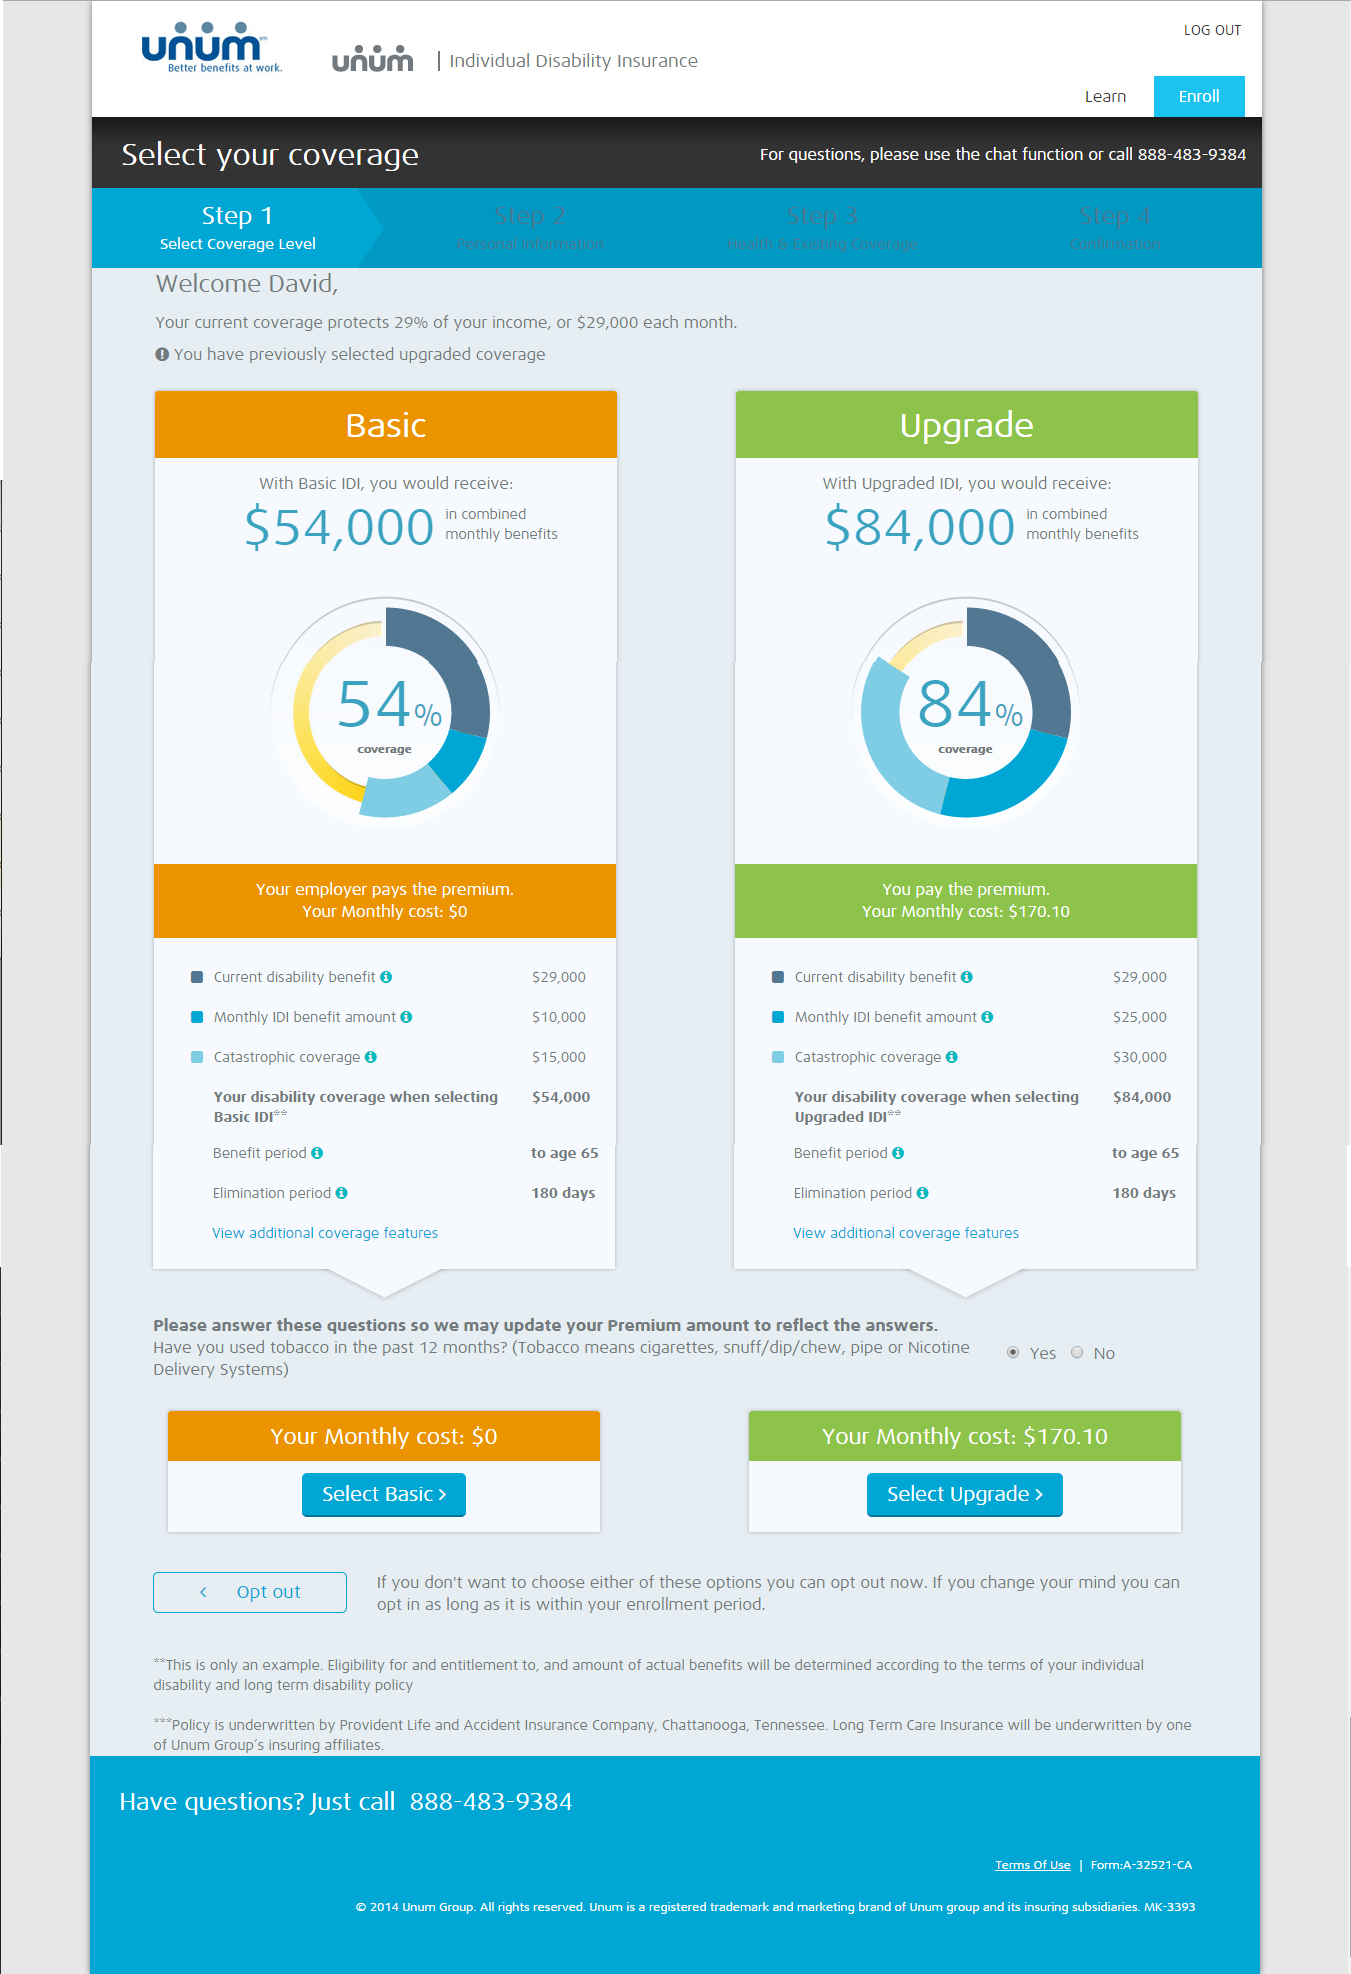 unum℠
Better benefits at work.
unum | Individual Disability Insurance
LOG OUT
Learn
Enroll
Select your coverage
For questions, please use the chat function or call 888-483-9384
Step 1
Select Coverage Level
Step 2
Personal Information
Step 3
Health & Existing Coverage
Step 4
Confirmation
Welcome David,
Your current coverage protects 29% of your income, or $29,000 each month.
You have previously selected upgraded coverage
Basic
With Basic IDI, you would receive:
$54,000
in combined
monthly benefits
54%
coverage
Your employer pays the premium.
Your Monthly cost: $0
Current disability benefit $29,000
Monthly IDI benefit amount $10,000
Catastrophic coverage $15,000
Your disability coverage when selecting $54,000
Basic IDI**
Benefit period to age 65
Elimination period 180 days
View additional coverage features
Upgrade
With Upgraded IDI, you would receive:
$84,000
in combined
monthly benefits
84%
coverage
You pay the premium.
Your Monthly cost: $170.10
Current disability benefit $29,000
Monthly IDI benefit amount $25,000
Catastrophic coverage $30,000
Your disability coverage when selecting $84,000
Upgraded IDI**
Benefit period to age 65
Elimination period 180 days
View additional coverage features
Please answer these questions so we may update your Premium amount to reflect the answers.
Have you used tobacco in the past 12 months? (Tobacco means cigarettes, snuff/dip/chew, pipe or Nicotine
Delivery Systems)
Yes No
Your Monthly cost: $0
Select Basic ›
Your Monthly cost: $170.10
Select Upgrade ›
‹ Opt out
If you don't want to choose either of these options you can opt out now. If you change your mind you can
opt in as long as it is within your enrollment period.
**This is only an example. Eligibility for and entitlement to, and amount of actual benefits will be determined according to the terms of your individual
disability and long term disability policy
***Policy is underwritten by Provident Life and Accident Insurance Company, Chattanooga, Tennessee. Long Term Care Insurance will be underwritten by one
of Unum Group’s insuring affiliates.
Have questions? Just call 888-483-9384
Terms Of Use | Form:A-32521-CA
© 2014 Unum Group. All rights reserved. Unum is a registered trademark and marketing brand of Unum group and its insuring subsidiaries. MK-3393